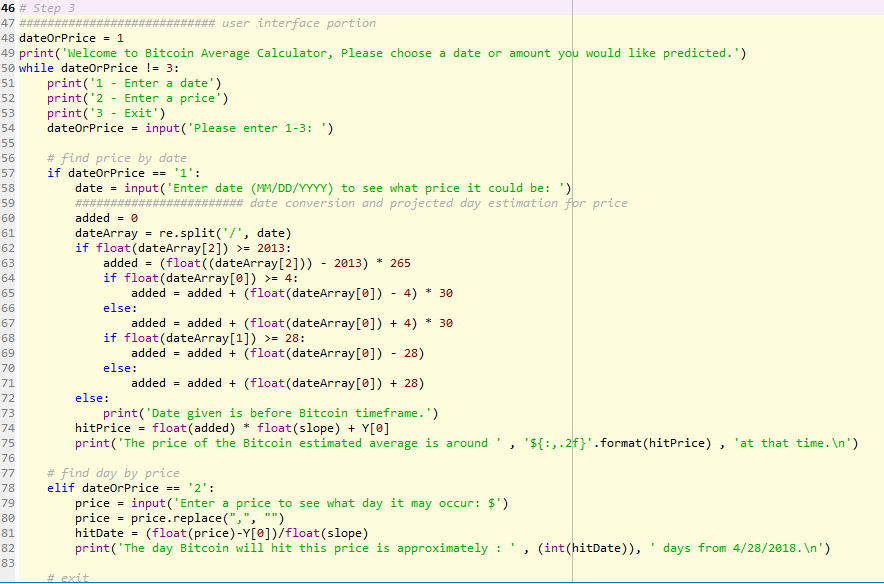 46 # Step 3
47 ############################ user interface portion
48 dateOrPrice = 1
49 print('Welcome to Bitcoin Average Calculator, Please choose a date or amount you would like predicted.')
50 while dateOrPrice != 3:
51     print('1 - Enter a date')
52     print('2 - Enter a price')
53     print('3 - Exit')
54     dateOrPrice = input('Please enter 1-3: ')
55
56     # find price by date
57     if dateOrPrice == '1':
58         date = input('Enter date (MM/DD/YYYY) to see what price it could be: ')
59         ######################## date conversion and projected day estimation for price
60         added = 0
61         dateArray = re.split('/', date)
62         if float(dateArray[2]) >= 2013:
63             added = (float((dateArray[2])) - 2013) * 265
64             if float(dateArray[0]) >= 4:
65                 added = added + (float(dateArray[0]) - 4) * 30
66             else:
67                 added = added + (float(dateArray[0]) + 4) * 30
68             if float(dateArray[1]) >= 28:
69                 added = added + (float(dateArray[0]) - 28)
70             else:
71                 added = added + (float(dateArray[0]) + 28)
72         else:
73             print('Date given is before Bitcoin timeframe.')
74         hitPrice = float(added) * float(slope) + Y[0]
75         print('The price of the Bitcoin estimated average is around ' , '${:,.2f}'.format(hitPrice) , 'at that time.\n')
76
77     # find day by price
78     elif dateOrPrice == '2':
79         price = input('Enter a price to see what day it may occur: $')
80         price = price.replace(",", "")
81         hitDate = (float(price)-Y[0])/float(slope)
82         print('The day Bitcoin will hit this price is approximately : ' , (int(hitDate)), ' days from 4/28/2018.\n')
83
    # exit